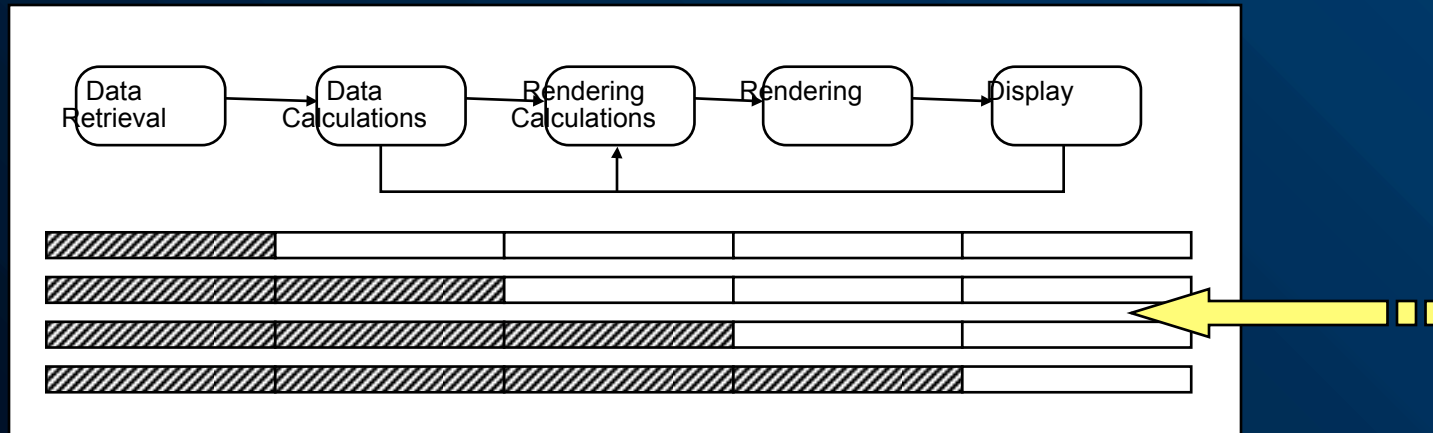 Data
Retrieval
Data
Calculations
Rendering
Calculations
Rendering
Display